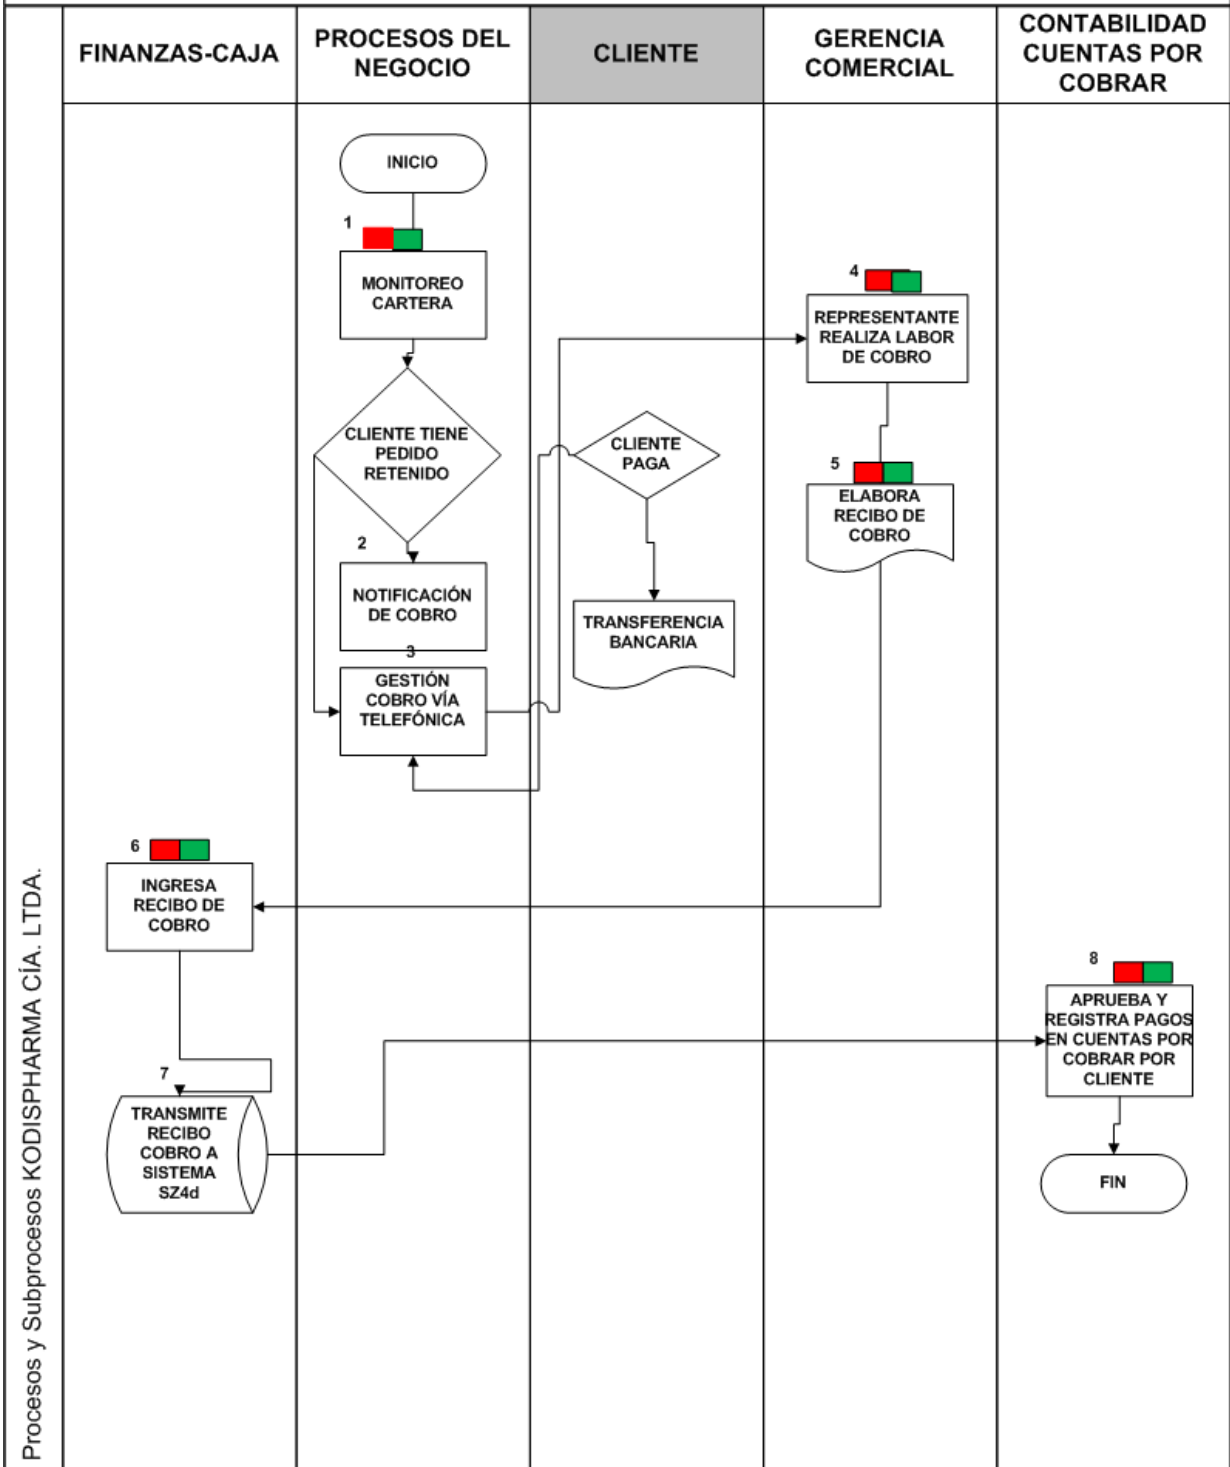 FINANZAS-CAJA
PROCESOS DEL
NEGOCIO
CLIENTE
GERENCIA
COMERCIAL
CONTABILIDAD
CUENTAS POR
COBRAR
INICIO
1
MONITOREO
CARTERA
CLIENTE TIENE
PEDIDO
RETENIDO
2
NOTIFICACIÓN
DE COBRO
3
GESTIÓN
COBRO VÍA
TELEFÓNICA
CLIENTE
PAGA
TRANSFERENCIA
BANCARIA
4
REPRESENTANTE
REALIZA LABOR
DE COBRO
5
ELABORA
RECIBO DE
COBRO
6
INGRESA
RECIBO DE
COBRO
7
TRANSMITE
RECIBO
COBRO A
SISTEMA
SZ4d
8
APRUEBA Y
REGISTRA PAGOS
EN CUENTAS POR
COBRAR POR
CLIENTE
FIN
Procesos y Subprocesos KODISPHARMA CÍA. LTDA.